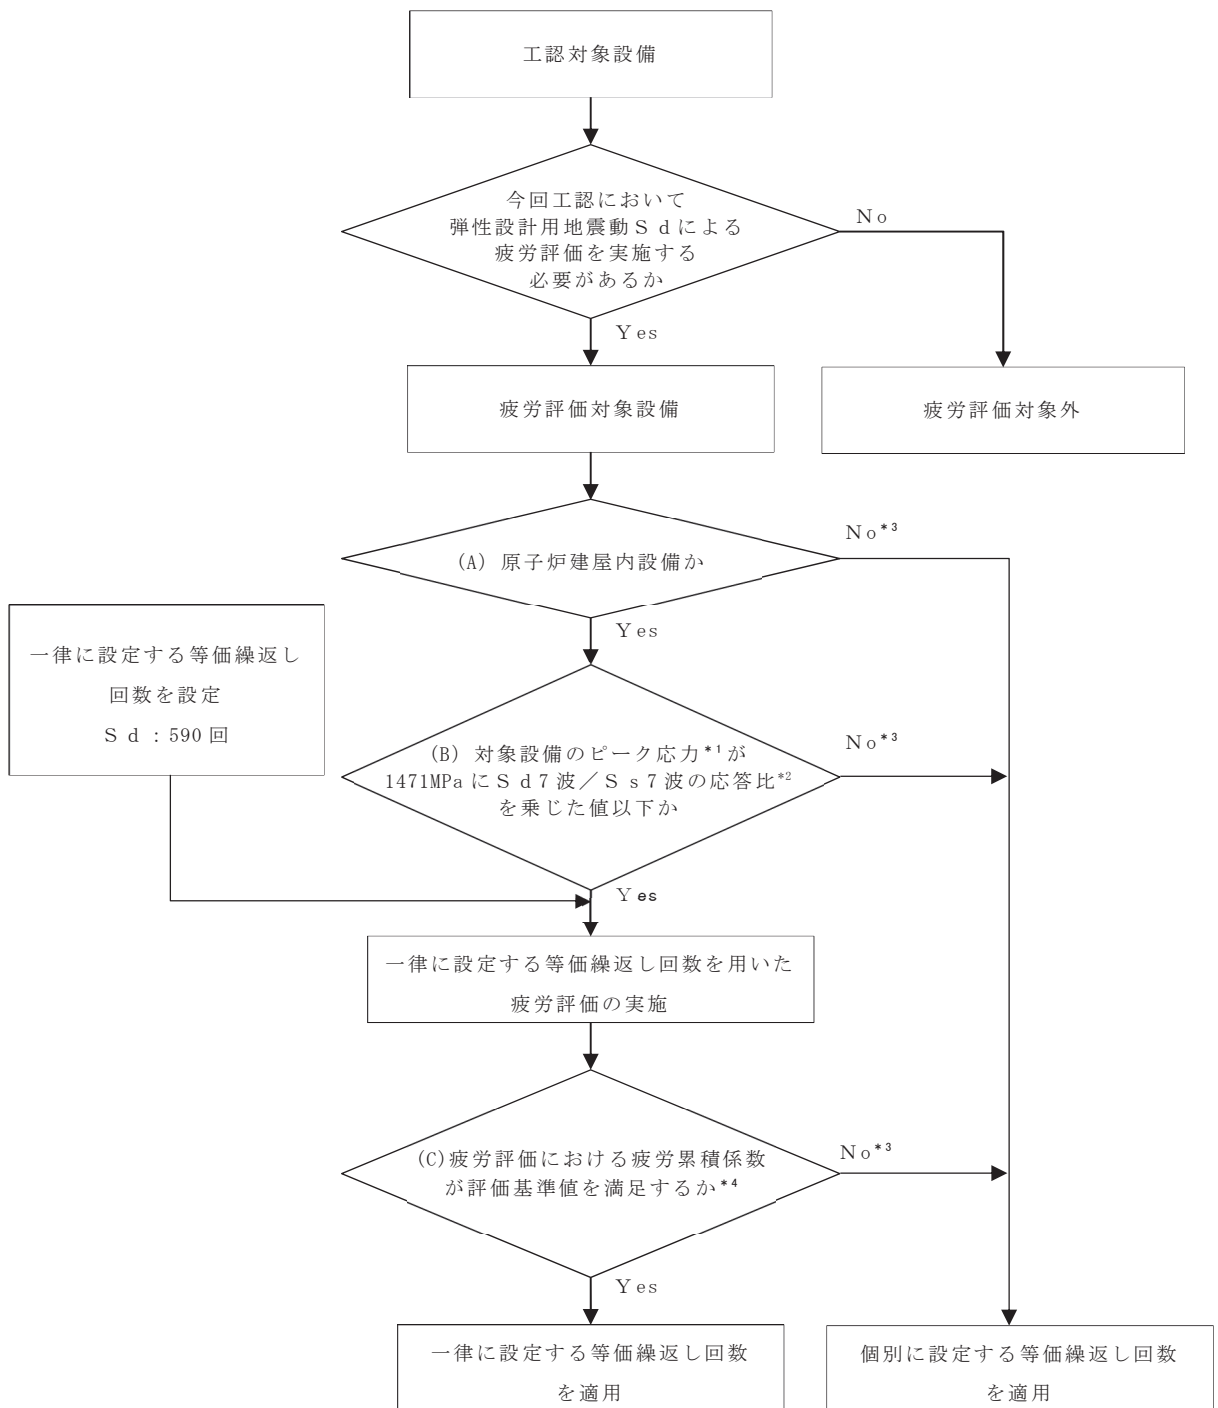 工認対象設備
今回工認において
弾性設計用地震動Ｓｄによる
疲労評価を実施する
必要があるか
No
Yes
疲労評価対象設備
疲労評価対象外
(A) 原子炉建屋内設備か
No*3
Yes
一律に設定する等価繰返し
回数を設定
Ｓｄ：590回
(B) 対象設備のピーク応力*1が
1471MPaにＳｄ7波／Ｓｓ7波の応答比*2
を乗じた値以下か
No*3
Yes
一律に設定する等価繰返し回数を用いた
疲労評価の実施
(C)疲労評価における疲労累積係数
が評価基準値を満足するか*4
No*3
Yes
一律に設定する等価繰返し回数
を適用
個別に設定する等価繰返し回数
を適用